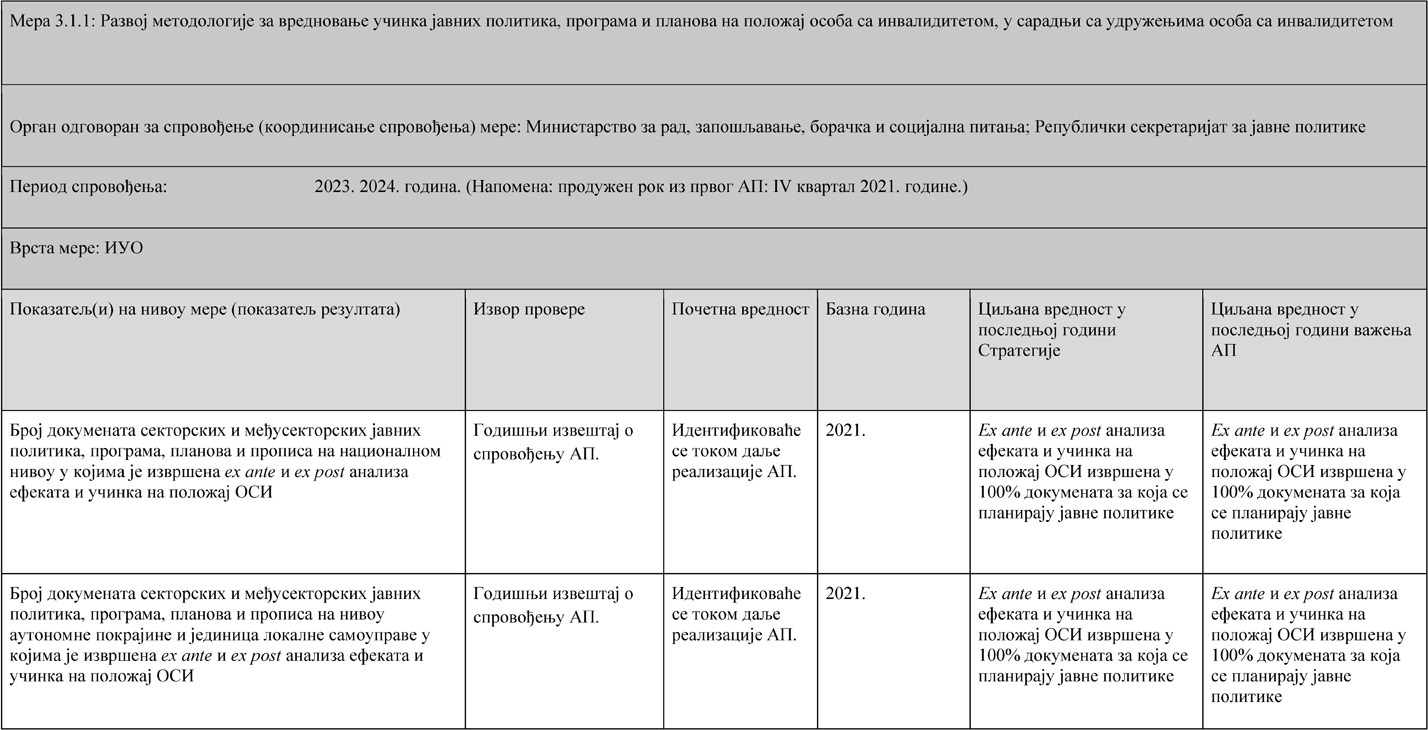 Мера 3.1.1: Развој методологије за вредновање учинка јавних политика, програма и планова на положај особа са инвалидитетом, у сарадњи са удружењима особа са инвалидитетом
Орган одговоран за спровођење (координисање спровођења) мере: Министарство за рад, запошљавање, борачка и социјална питања; Републички секретаријат за јавне политике
Период спровођења: 2023. 2024. година. (Напомена: продужен рок из првог АП: IV квартал 2021. године.)
Врста мере: ИУО
Показатељ(и) на нивоу мере (показатељ резултата)
Извор провере
Почетна вредност
Базна година
Циљана вредност у
последњој години
Стратегије
Циљана вредност у
последњој години важења
АП
Број докумената секторских и међусекторских јавних
политика, програма, планова и прописа на националном
нивоу у којима је извршена ex ante и ex post анализа
ефеката и учинка на положај ОСИ
Годишњи извештај о
спровођењу АП.
Идентификоваће
се током даље
реализације АП.
2021.
Ex ante и ex post анализа
ефеката и учинка на
положај ОСИ извршена у
100% докумената за која се
планирају јавне политике
Ex ante и ex post анализа
ефеката и учинка на
положај ОСИ извршена у
100% докумената за која
се планирају јавне
политике
Број докумената секторских и међусекторских јавних
политика, програма, планова и прописа на нивоу
аутономне покрајине и јединица локалне самоуправе у
којима је извршена ex ante и ex post анализа ефеката и
учинка на положај ОСИ
Годишњи извештај о
спровођењу АП.
Идентификоваће
се током даље
реализације АП.
2021.
Ex ante и ex post анализа
ефеката и учинка на
положај ОСИ извршена у
100% докумената за која се
планирају јавне политике
Ex ante и ex post анализа
ефеката и учинка на
положај ОСИ извршена у
100% докумената за која
се планирају јавне
политике